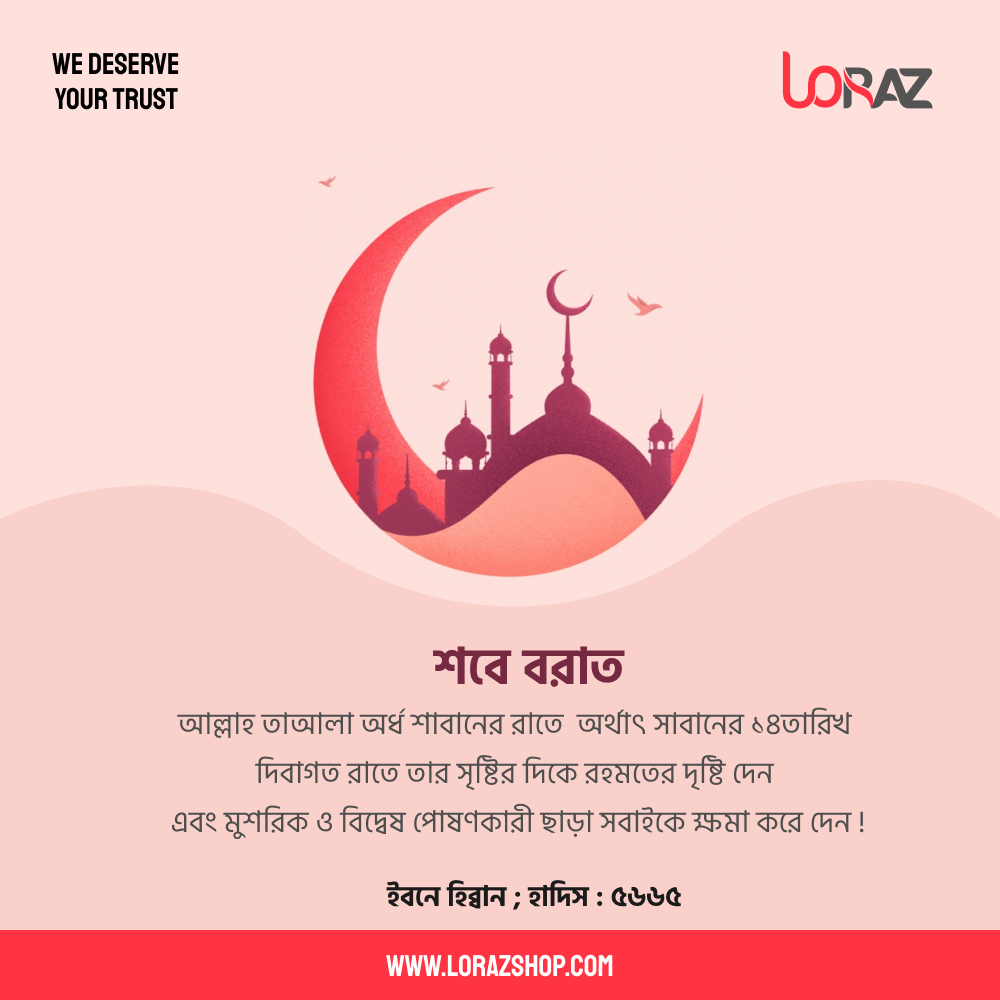 WE DESERVE
YOUR TRUST
LORAZ
শবে বরাত
আল্লাহ তাআলা অর্ধ শাবানের রাতে অর্থাৎ সাবানের ১৪তারিখ
দিবাগত রাতে তার সৃষ্টির দিকে রহমতের দৃষ্টি দেন
এবং মুশরিক ও বিদ্বেষ পোষণকারী ছাড়া সবাইকে ক্ষমা করে দেন !
ইবনে হিব্বান ; হাদিস : ৫৬৬৫
WWW.LORAZSHOP.COM